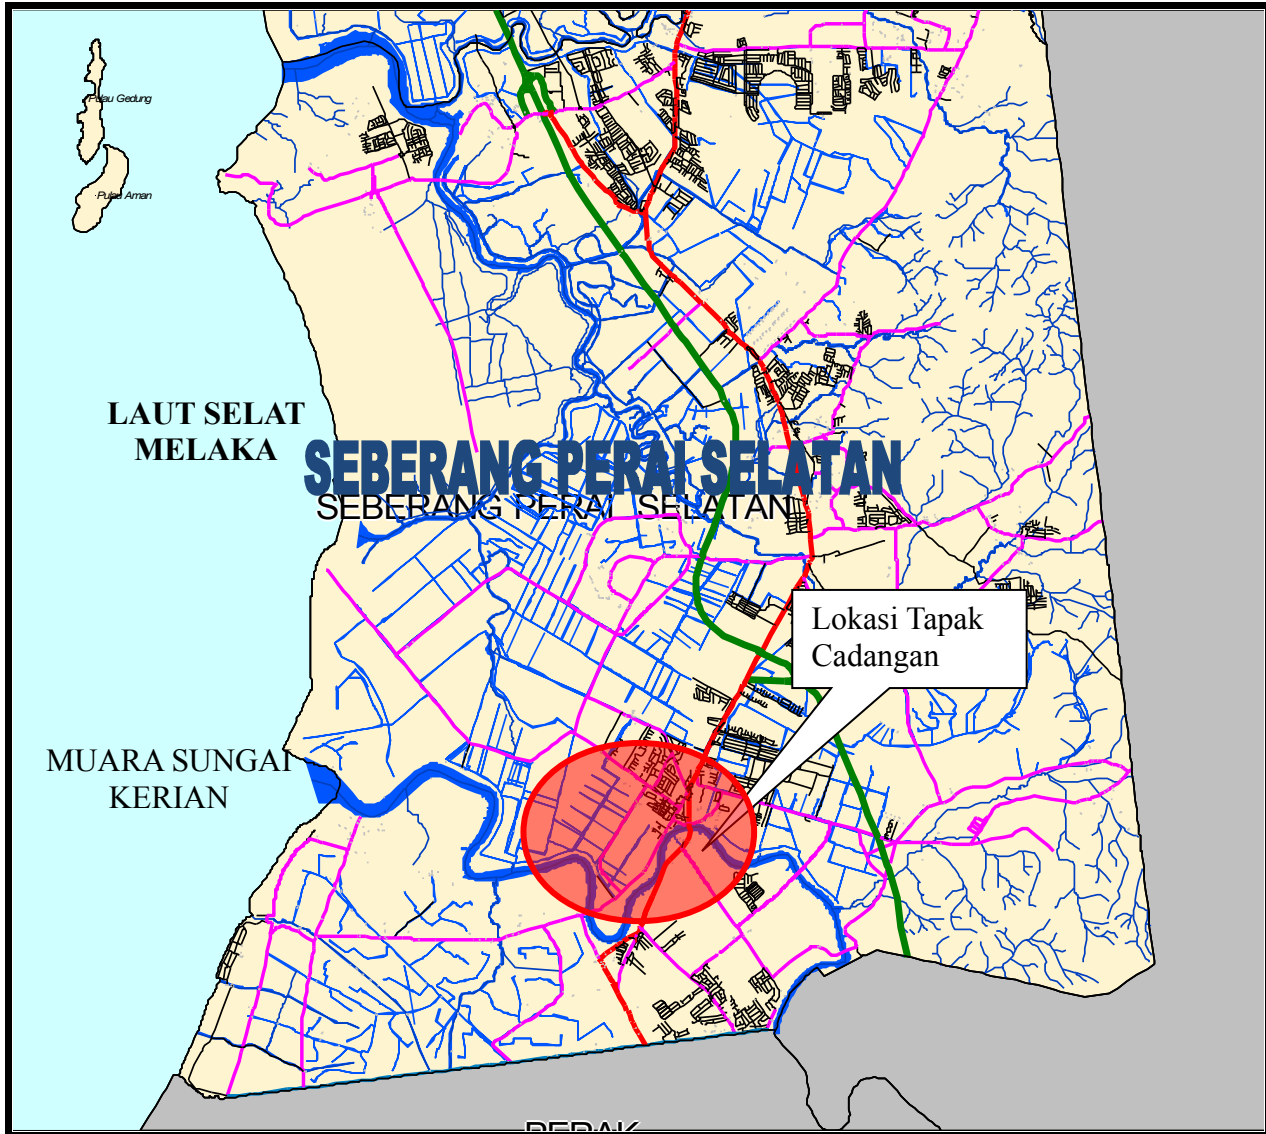 Pulau Gedung
Pulau Aman
LAUT SELAT
MELAKA
SEBERANG PERAI SELATAN
SEBERANG PERAI SELATAN
Lokasi Tapak
Cadangan
MUARA SUNGAI
KERIAN
PERAK